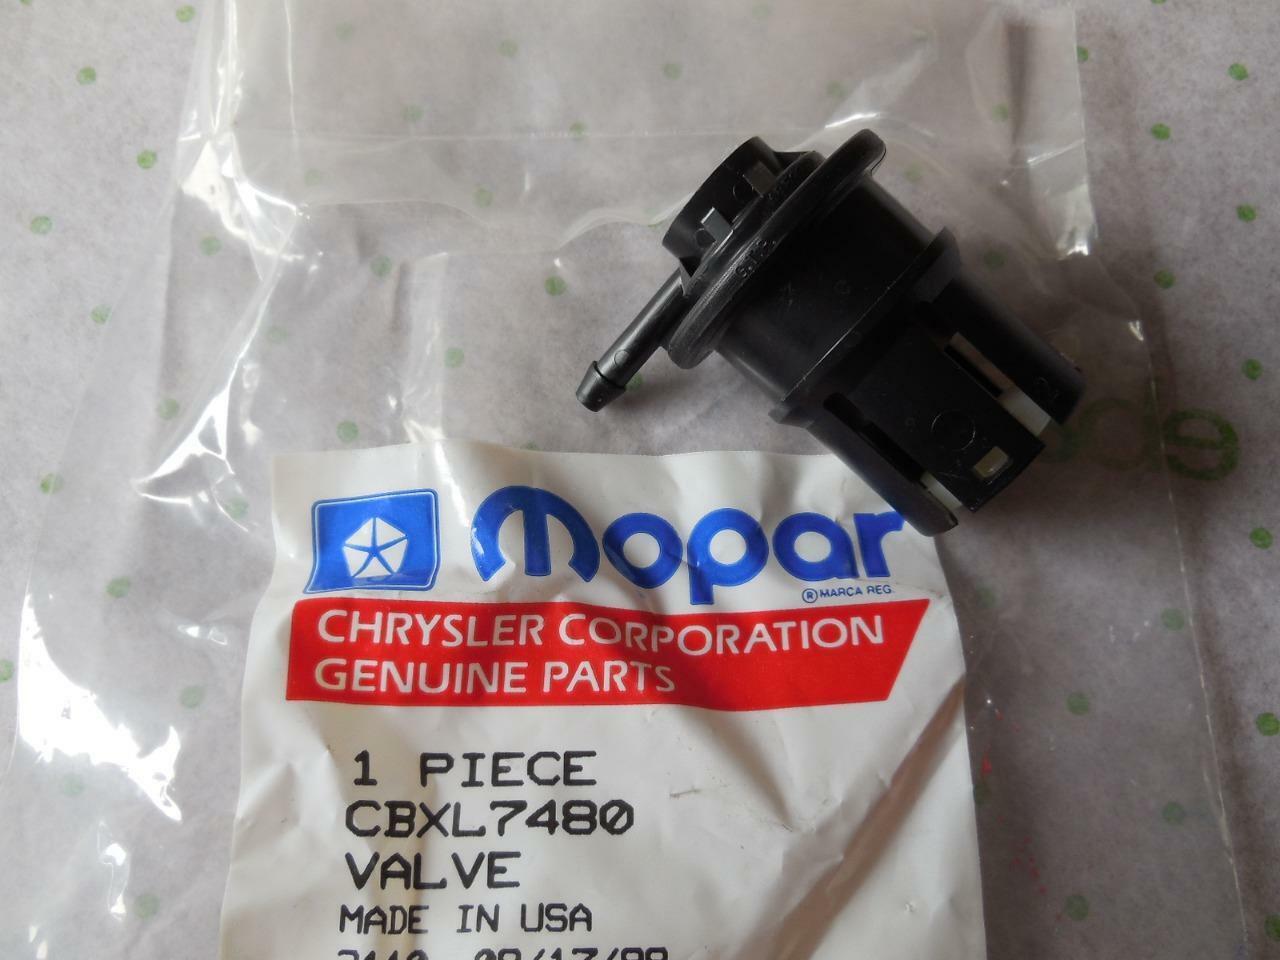 mopar
® MARCA REG.
CHRYSLER CORPORATION
GENUINE PARTS
1 PIECE
CBXL7480
VALVE
MADE IN USA